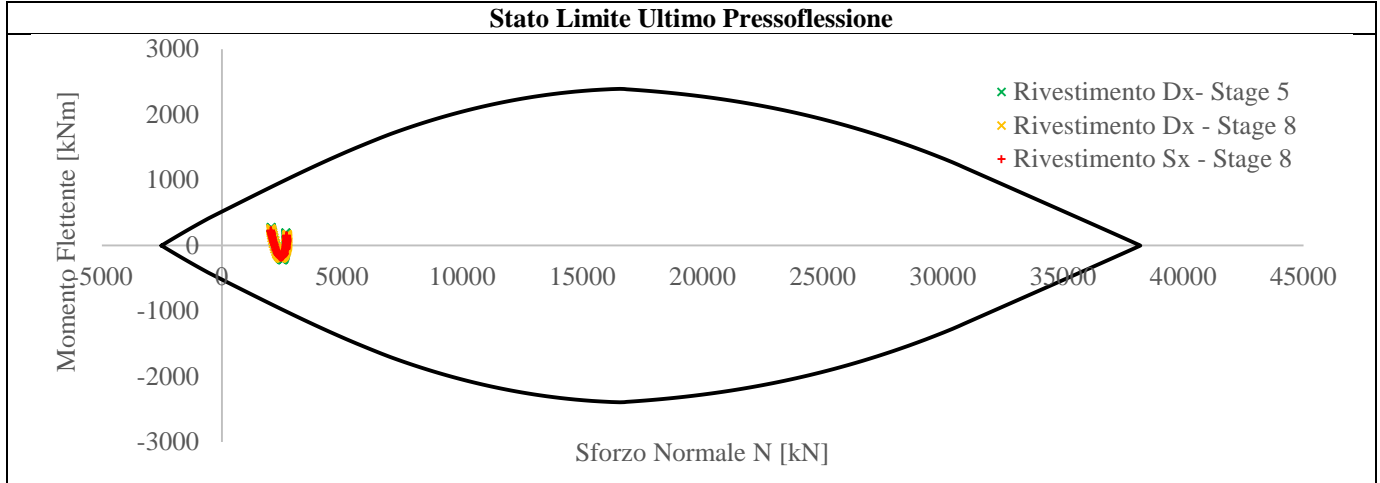 Stato Limite Ultimo Pressoflessione
3000
2000
1000
0
-1000
-2000
-3000
Momento Flettente [kNm]
× Rivestimento Dx- Stage 5
× Rivestimento Dx - Stage 8
+ Rivestimento Sx - Stage 8
-5000 0 5000 10000 15000 20000 25000 30000 35000 40000 45000
Sforzo Normale N [kN]